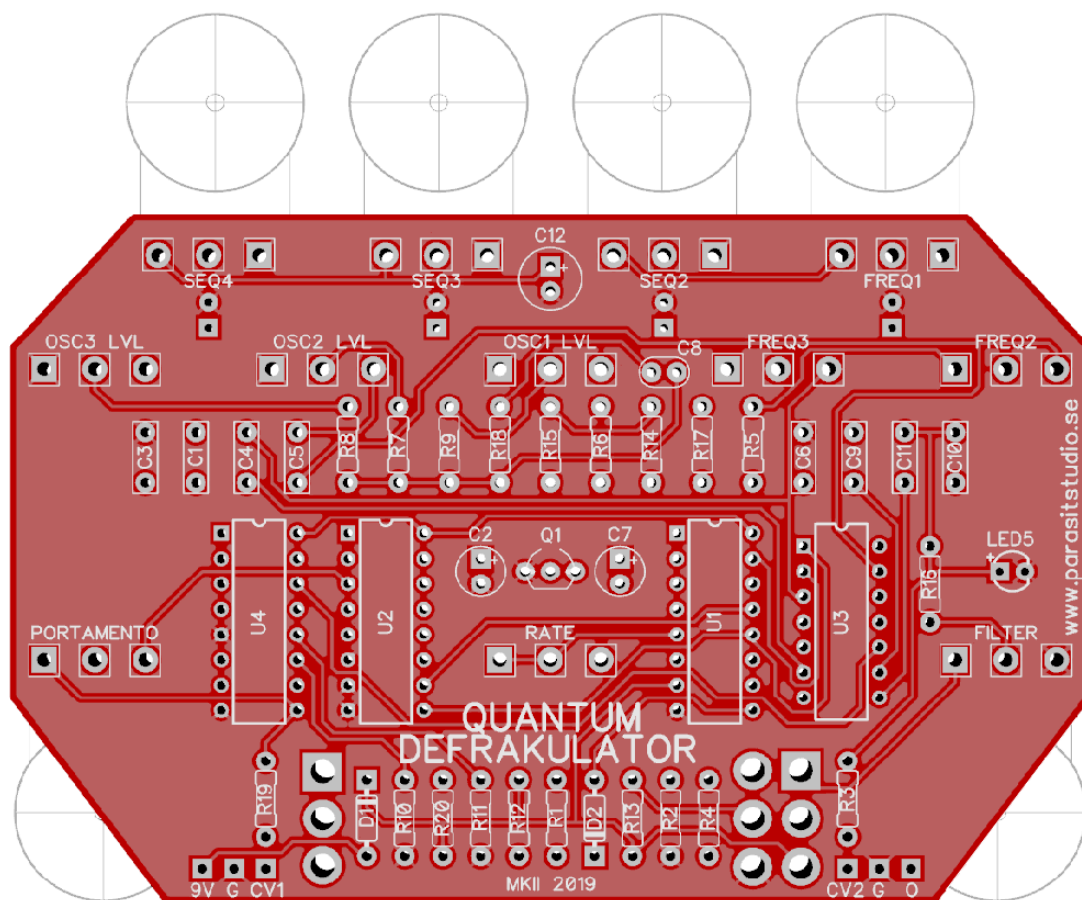 C12
SEQ4 SEQ3 SEQ2 FREQ1
OSC3 LVL OSC2 LVL OSC1 LVL C8 FREQ3 FREQ2
C3 C1 C4 C5 R8 R7 R9 R18 R15 R6 R14 R17 R5 C6 C9 C11 C10
www.parasitstudio.se
C2 Q1 C7 LED5
U4 U2 U1 U3 R16
PORTAMENTO RATE FILTER
QUANTUM
DEFRAKULATOR
R19 D1 R10 R20 R11 R12 R1 D2 R13 R2 R4 R3
9V G CV1 MKII 2019 CV2 G O